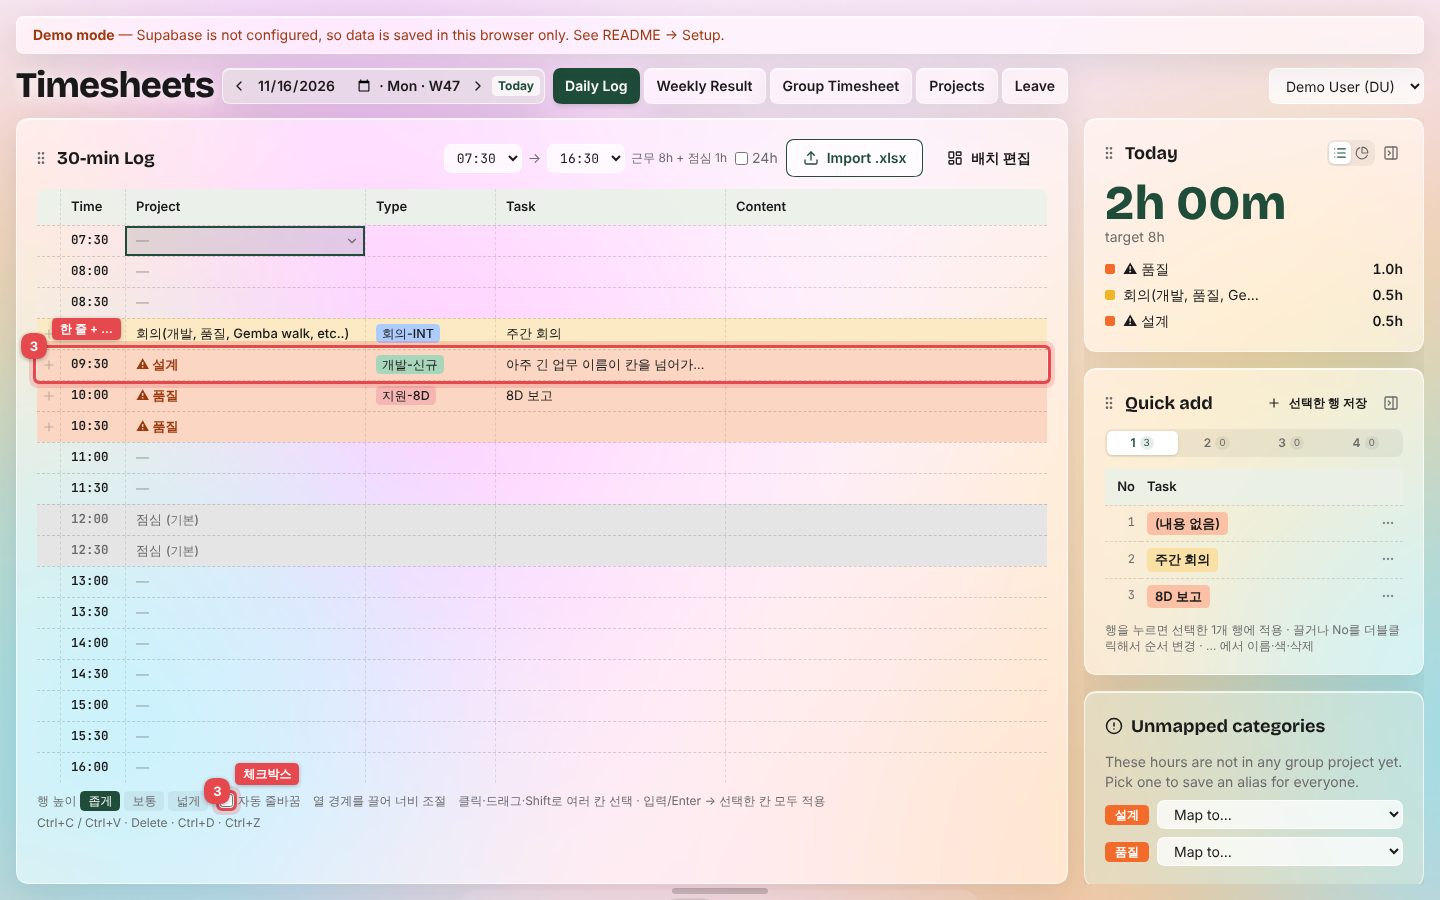 Demo mode — Supabase is not configured, so data is saved in this browser only. See README → Setup.
Timesheets
11/16/2026 · Mon · W47
Today
Daily Log
Weekly Result
Group Timesheet
Projects
Leave
Demo User (DU)
30-min Log
07:30 → 16:30 근무 8h + 점심 1h 24h
Import .xlsx
배치 편집
Time Project Type Task Content
07:30 —
08:00 —
08:30 —
한 줄 + ...
회의(개발, 품질, Gemba walk, etc..) 회의-INT 주간 회의
3
09:30 ⚠ 설계 개발-신규 아주 긴 업무 이름이 칸을 넘어가...
+ 10:00 ⚠ 품질 지원-8D 8D 보고
+ 10:30 ⚠ 품질
11:00 —
11:30 —
12:00 점심 (기본)
12:30 점심 (기본)
13:00 —
13:30 —
14:00 —
14:30 —
15:00 —
15:30 —
16:00 —
체크박스
3
행 높이 좁게 보통 넓게 자동 줄바꿈 열 경계를 끌어 너비 조절 클릭·드래그·Shift로 여러 칸 선택 · 입력/Enter → 선택한 칸 모두 적용
Ctrl+C / Ctrl+V · Delete · Ctrl+D · Ctrl+Z
Today
2h 00m
target 8h
⚠ 품질 1.0h
회의(개발, 품질, Ge... 0.5h
⚠ 설계 0.5h
Quick add
+ 선택한 행 저장
1 3 2 0 3 0 4 0
No Task
1 (내용 없음) ...
2 주간 회의 ...
3 8D 보고 ...
행을 누르면 선택한 1개 행에 적용 · 끌거나 No를 더블클
릭해서 순서 변경 · ... 에서 이름·색·삭제
Unmapped categories
These hours are not in any group project yet.
Pick one to save an alias for everyone.
설계 Map to...
품질 Map to...